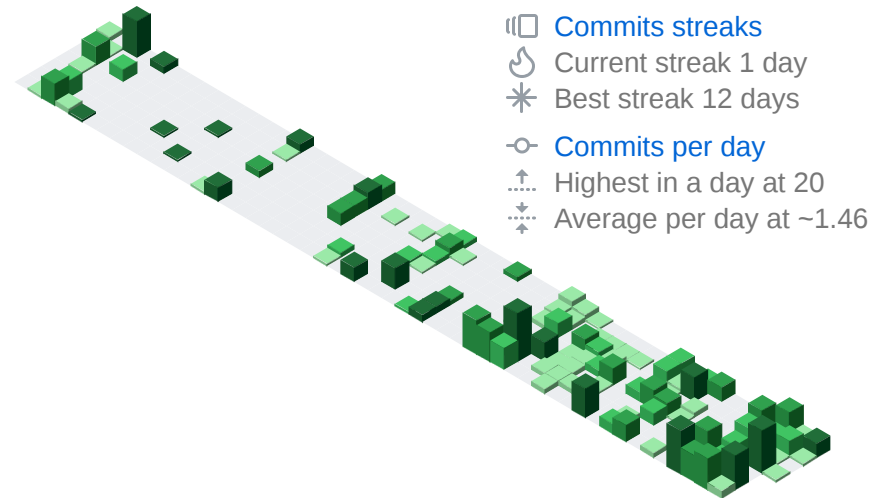 Commits streaks
Current streak 1 day
Best streak 12 days
Commits per day
Highest in a day at 20
Average per day at ~1.46